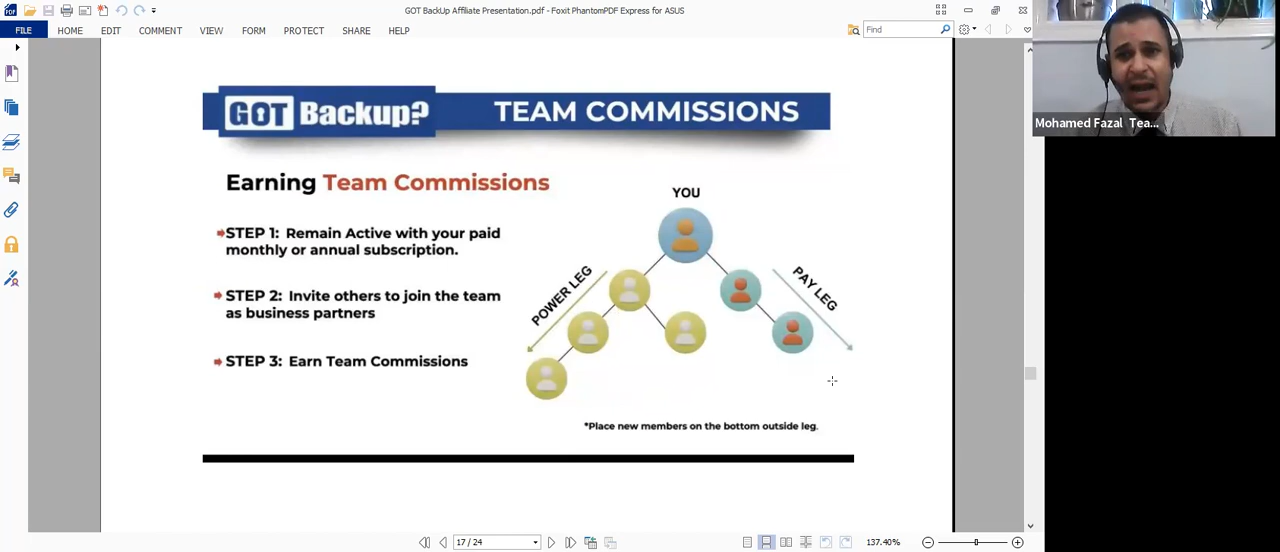 GOT BackUp Affiliate Presentation.pdf - Foxit PhantomPDF Express for ASUS
FILE HOME EDIT COMMENT VIEW FORM PROTECT SHARE HELP
Find
Mohamed Fazal Tea...
GOT Backup?
TEAM COMMISSIONS
Earning Team Commissions
STEP 1: Remain Active with your paid
monthly or annual subscription.
STEP 2: Invite others to join the team
as business partners
STEP 3: Earn Team Commissions
YOU
POWER LEG
PAY LEG
*Place new members on the bottom outside leg.
17 / 24
137.40%